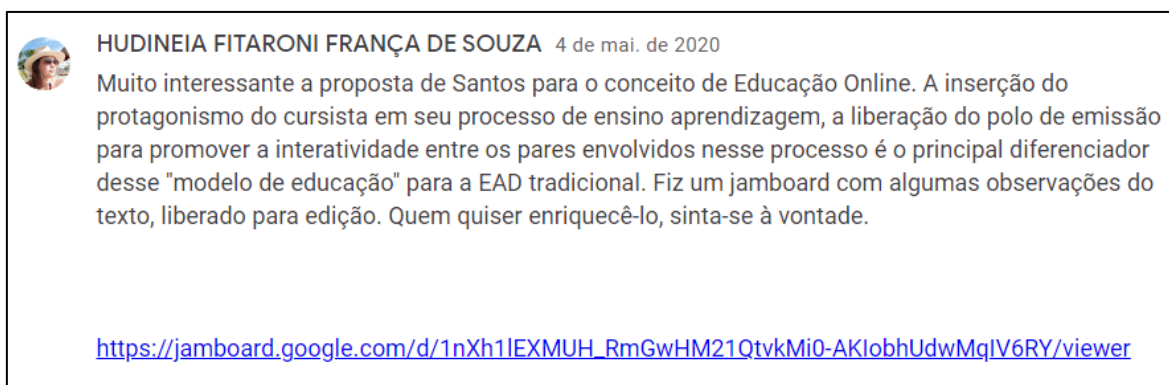 HUDINEIA FITARONI FRANÇA DE SOUZA 4 de mai. de 2020
Muito interessante a proposta de Santos para o conceito de Educação Online. A inserção do
protagonismo do cursista em seu processo de ensino aprendizagem, a liberação do polo de emissão
para promover a interatividade entre os pares envolvidos nesse processo é o principal diferenciador
desse "modelo de educação" para a EAD tradicional. Fiz um jamboard com algumas observações do
texto, liberado para edição. Quem quiser enriquecê-lo, sinta-se à vontade.
https://jamboard.google.com/d/1nXh1lEXMUH_RmGwHM21QtvkMi0-AKIobhUdwMqIV6RY/viewer